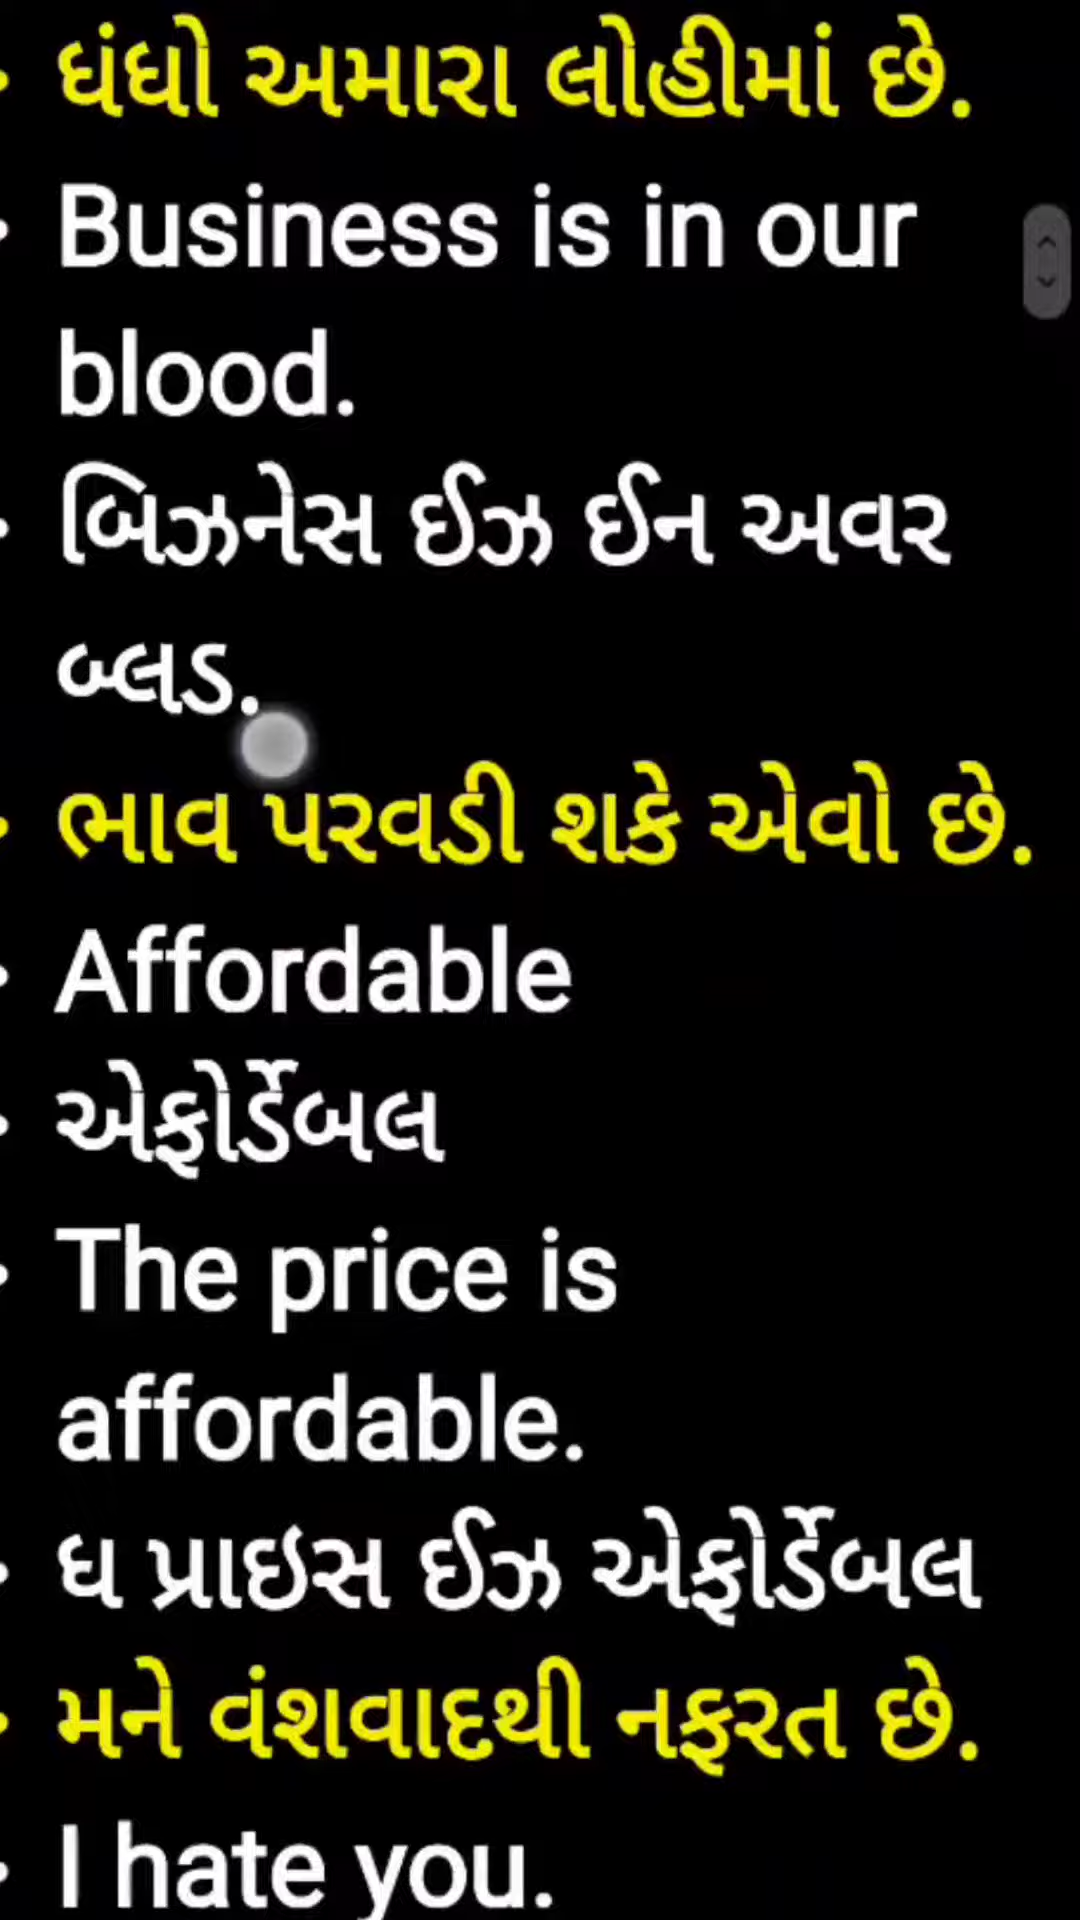 ધંધો અમારા લોહીમાં છે.
Business is in our
blood.
બિઝનેસ ઈઝ ઈન અવર
બ્લડ.
ભાવ પરવડી શકે એવો છે.
Affordable
એફોર્ડેબલ
The price is
affordable.
ધ પ્રાઇસ ઈઝ એફોર્ડેબલ
મને વંશવાદથી નફરત છે.
I hate you.